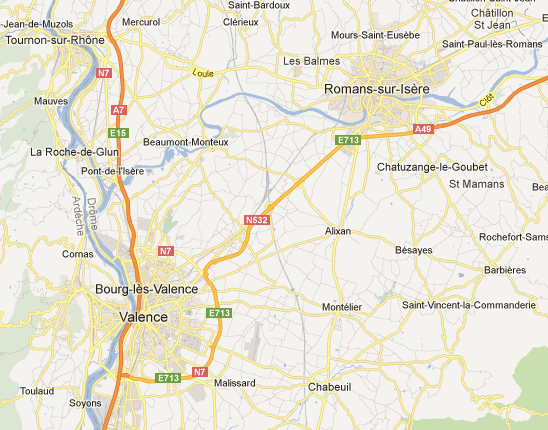 Saint-Bardoux
Châtillon-Saint-Jean
-Jean-de-Muzols
Mercurol
Clérieux
Châtillon
St Jean
Tournon-sur-Rhône
Mours-Saint-Eusèbe
Saint-Paul-lès-Romans
N7
Loule
Les Balmes
Romans-sur-Isère
Mauves
A7
Clôt
E15
A49
Beaumont-Monteux
E713
La Roche-de-Glun
Pont-de-l'Isère
Chatuzange-le-Goubet
St Mamans
Bea
Drôme
Ardèche
N532
Alixan
Rochefort-Sams
N7
Bésayes
Cornas
Barbières
Bourg-lès-Valence
Montélier
Saint-Vincent-la-Commanderie
Valence
E713
N7
E713
Malissard
Toulaud
Chabeuil
Soyons